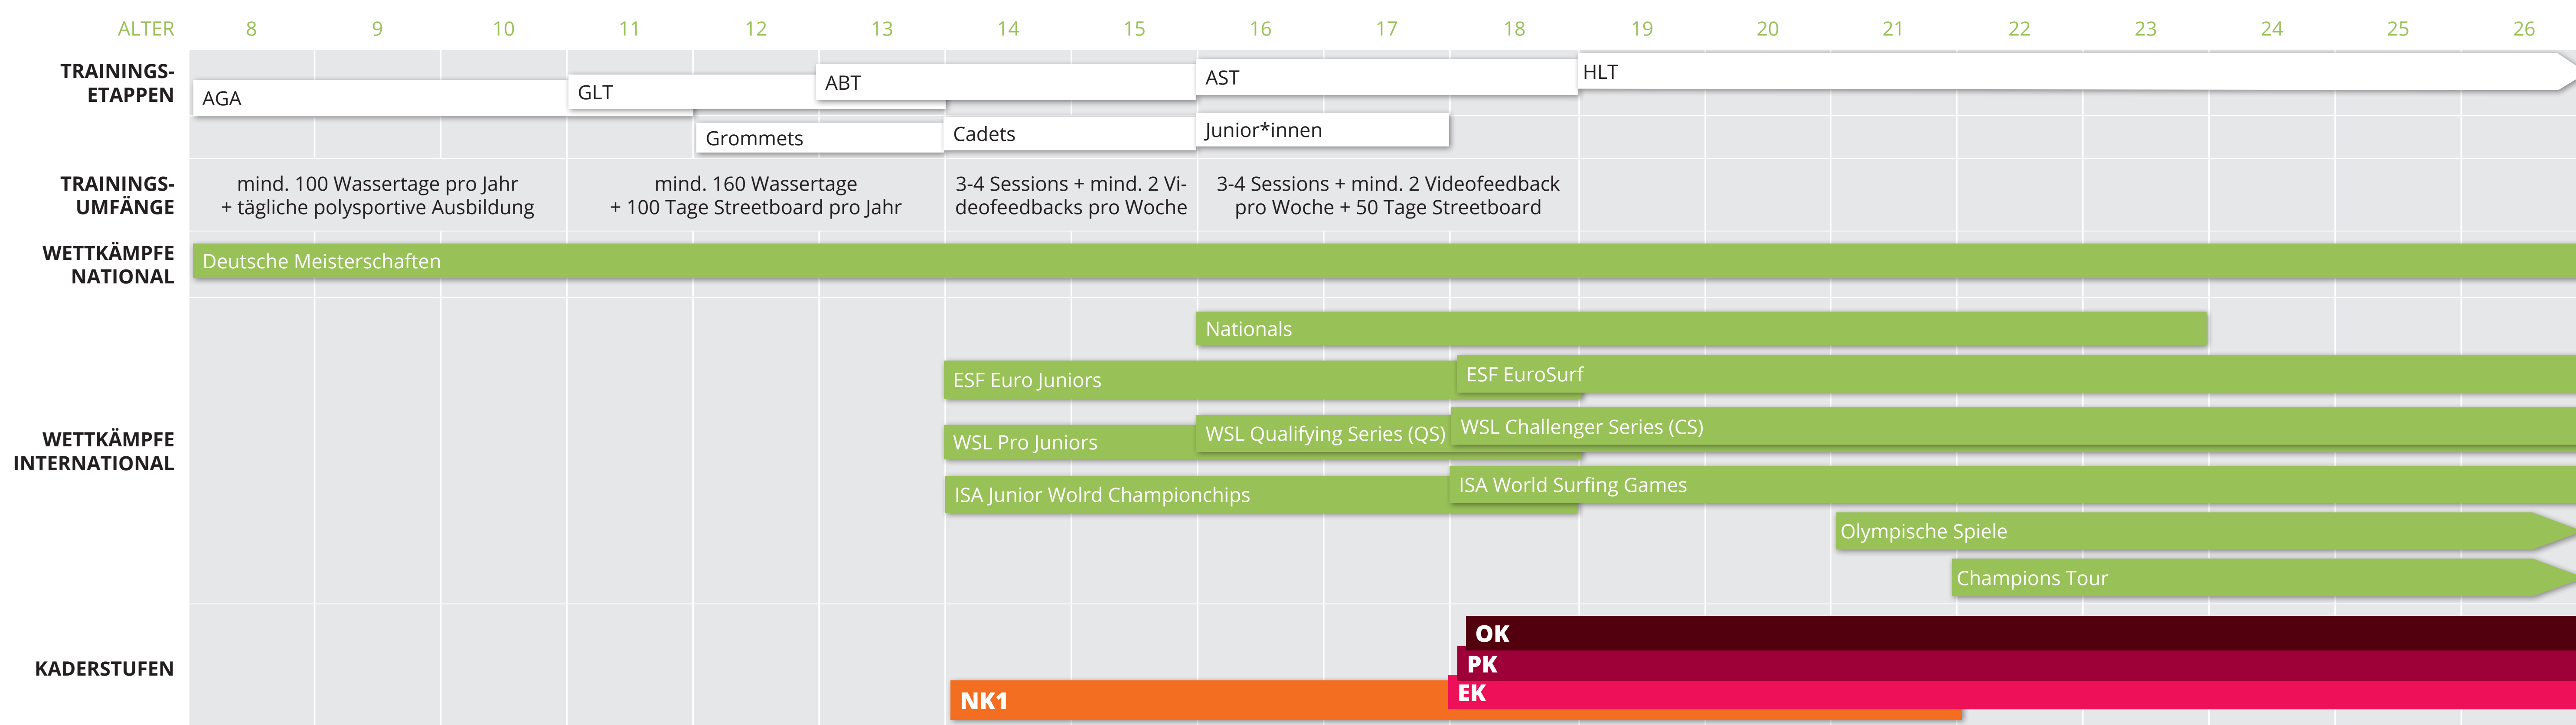 ALTER 8 9 10 11 12 13 14 15 16 17 18 19 20 21 22 23 24 25 26
TRAININGS-
ETAPPEN
AGA
GLT
ABT
AST
HLT
Grommets
Cadets
Junior*innen
TRAININGS-
UMFÄNGE
mind. 100 Wassertage pro Jahr
+ tägliche polysportive Ausbildung
mind. 160 Wassertage
+ 100 Tage Streetboard pro Jahr
3-4 Sessions + mind. 2 Vi-
deofeedbacks pro Woche
3-4 Sessions + mind. 2 Videofeedback
pro Woche + 50 Tage Streetboard
WETTKÄMPFE
NATIONAL
Deutsche Meisterschaften
WETTKÄMPFE
INTERNATIONAL
Nationals
ESF Euro Juniors
ESF EuroSurf
WSL Pro Juniors
WSL Qualifying Series (QS)
WSL Challenger Series (CS)
ISA Junior Wolrd Championchips
ISA World Surfing Games
Olympische Spiele
Champions Tour
KADERSTUFEN
OK
PK
EK
NK1